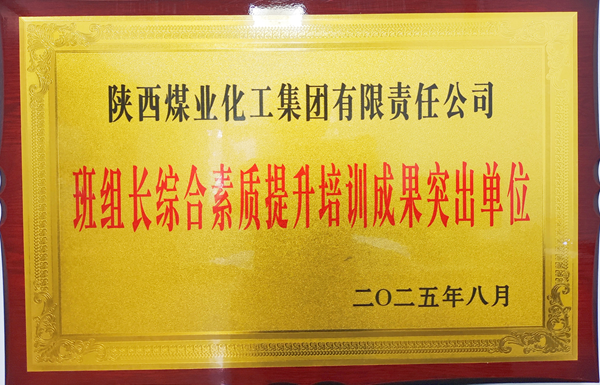 陕西煤业化工集团有限责任公司
班组长综合素质提升培训成果突出单位
二〇二五年八月